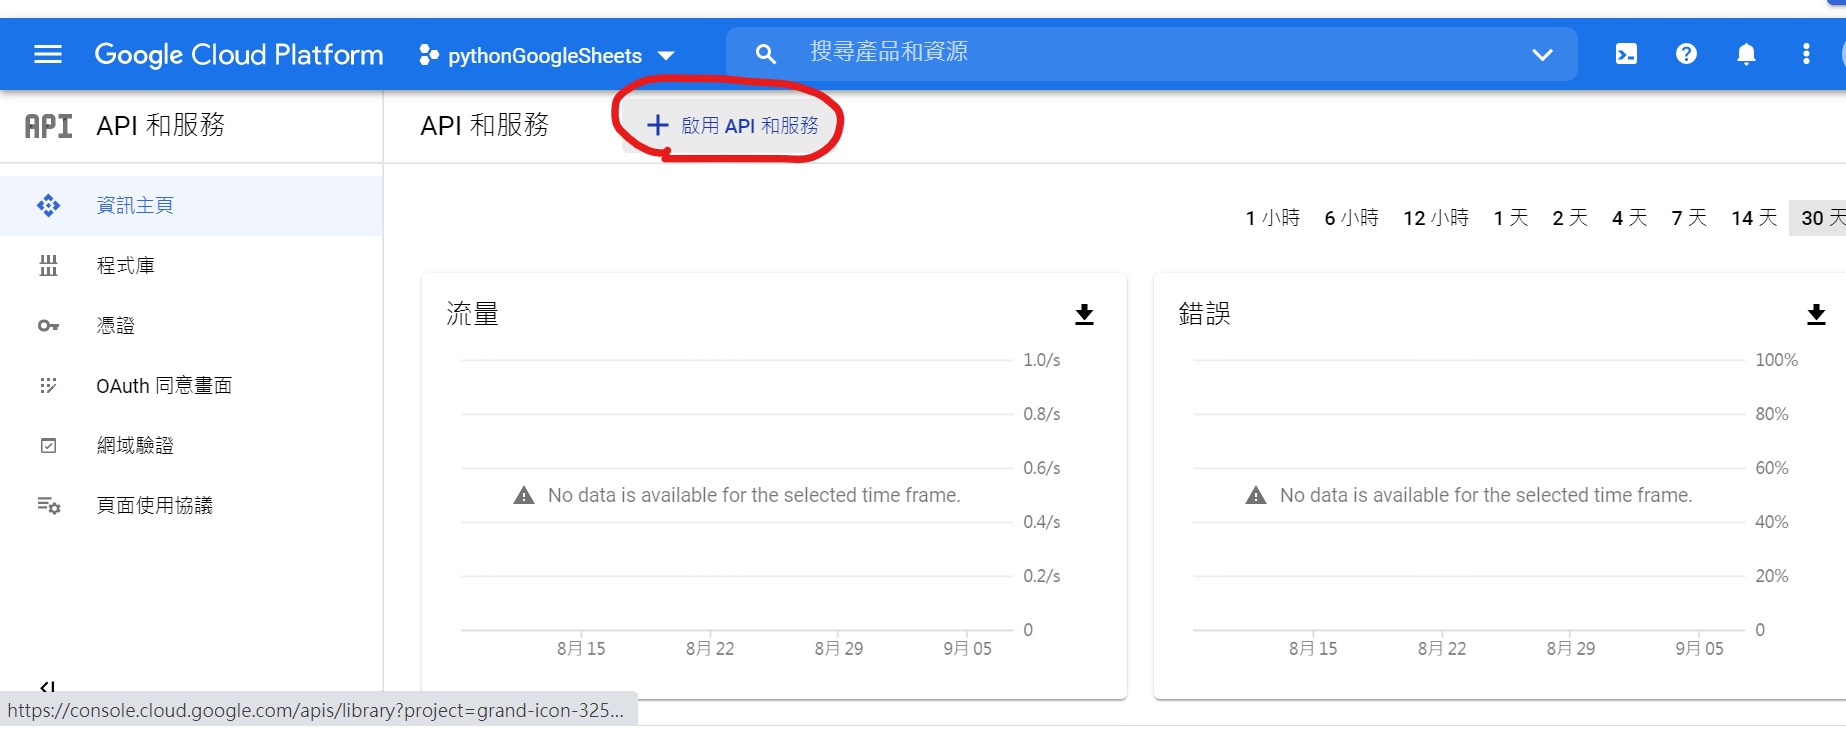 Google Cloud Platform
pythonGoogleSheets
搜尋產品和資源
API API 和服務
API 和服務
啟用 API 和服務
資訊主頁
程式庫
憑證
OAuth 同意畫面
網域驗證
頁面使用協議
1 小時 6 小時 12 小時 1 天 2 天 4 天 7 天 14 天 30 天
流量
1.0/s
0.8/s
0.6/s
No data is available for the selected time frame.
0.4/s
0.2/s
0
8月 15 8月 22 8月 29 9月 05
錯誤
100%
80%
60%
No data is available for the selected time frame.
40%
20%
0
8月 15 8月 22 8月 29 9月 05
https://console.cloud.google.com/apis/library?project=grand-icon-325...